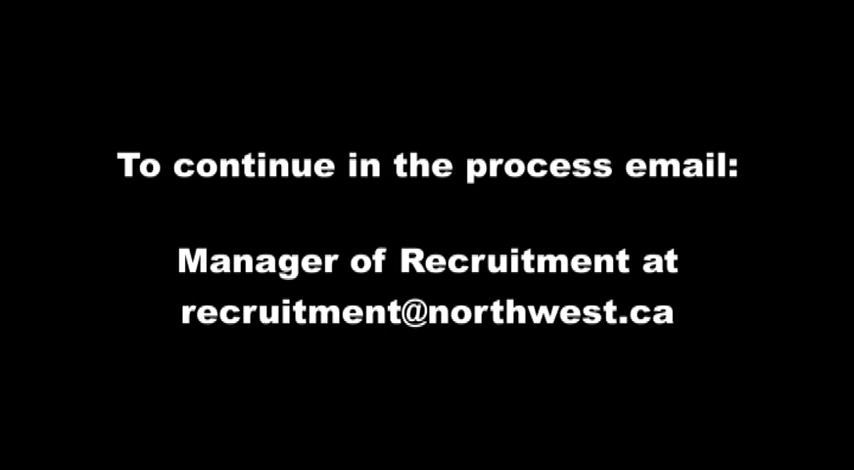 To continue in the process email:
Manager of Recruitment at
recruitment@northwest.ca